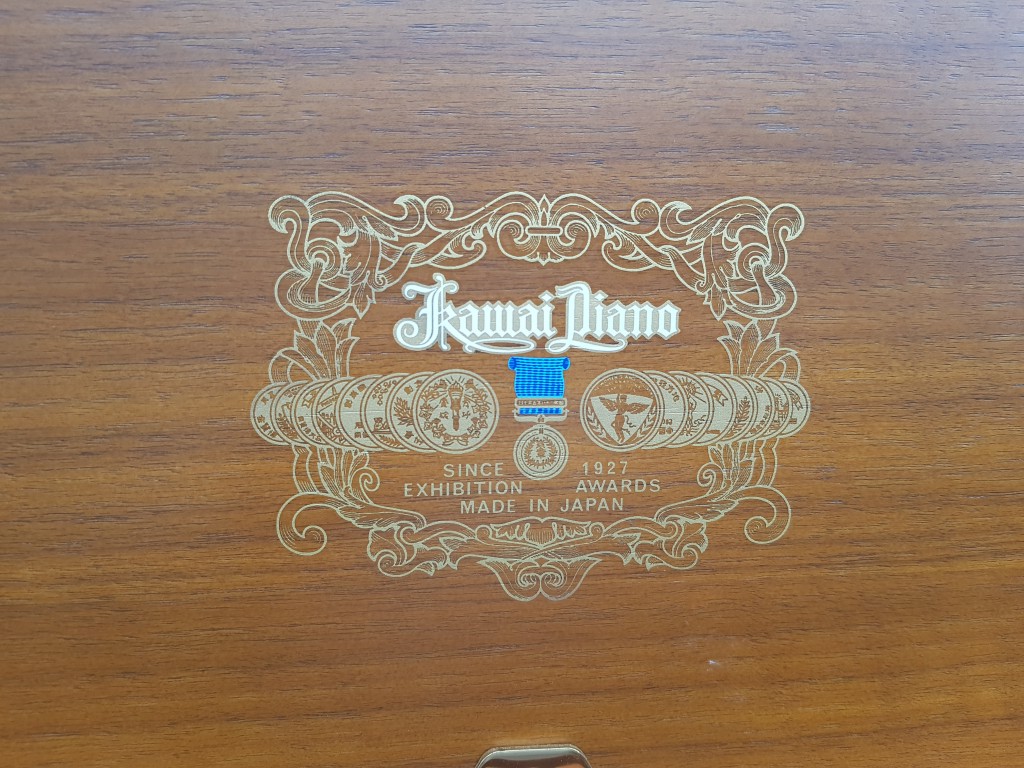 Kawai Piano
SINCE 1927
EXHIBITION AWARDS
MADE IN JAPAN